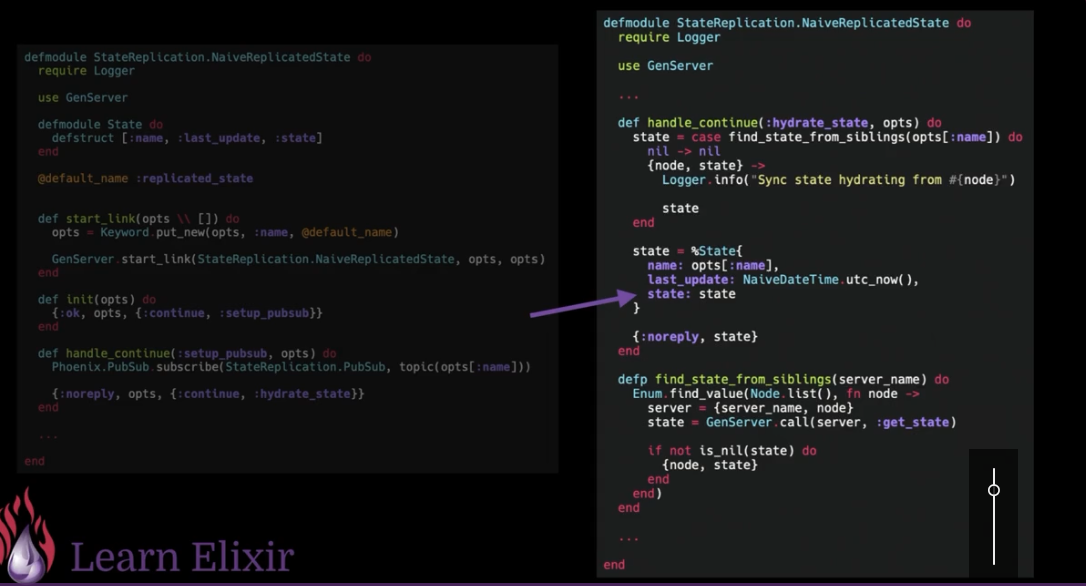 defmodule StateReplication.NaiveReplicatedState do
require Logger
use GenServer
defmodule State do
defstruct [:name, :last_update, :state]
end
@default_name :replicated_state
def start_link(opts \\ []) do
opts = Keyword.put_new(opts, :name, @default_name)
GenServer.start_link(StateReplication.NaiveReplicatedState, opts, opts)
end
def init(opts) do
{:ok, opts, {:continue, :setup_pubsub}}
end
def handle_continue(:setup_pubsub, opts) do
Phoenix.PubSub.subscribe(StateReplication.PubSub, topic(opts[:name]))
{:noreply, opts, {:continue, :hydrate_state}}
end
...
end
defmodule StateReplication.NaiveReplicatedState do
require Logger
use GenServer
...
def handle_continue(:hydrate_state, opts) do
state = case find_state_from_siblings(opts[:name]) do
nil -> nil
{node, state} ->
Logger.info("Sync state hydrating from #{node}")
state
end
state = %State{
name: opts[:name],
last_update: NaiveDateTime.utc_now(),
state: state
}
{:noreply, state}
end
defp find_state_from_siblings(server_name) do
Enum.find_value(Node.list(), fn node ->
server = {server_name, node}
state = GenServer.call(server, :get_state)
if not is_nil(state) do
{node, state}
end
end)
end
...
end
Learn Elixir